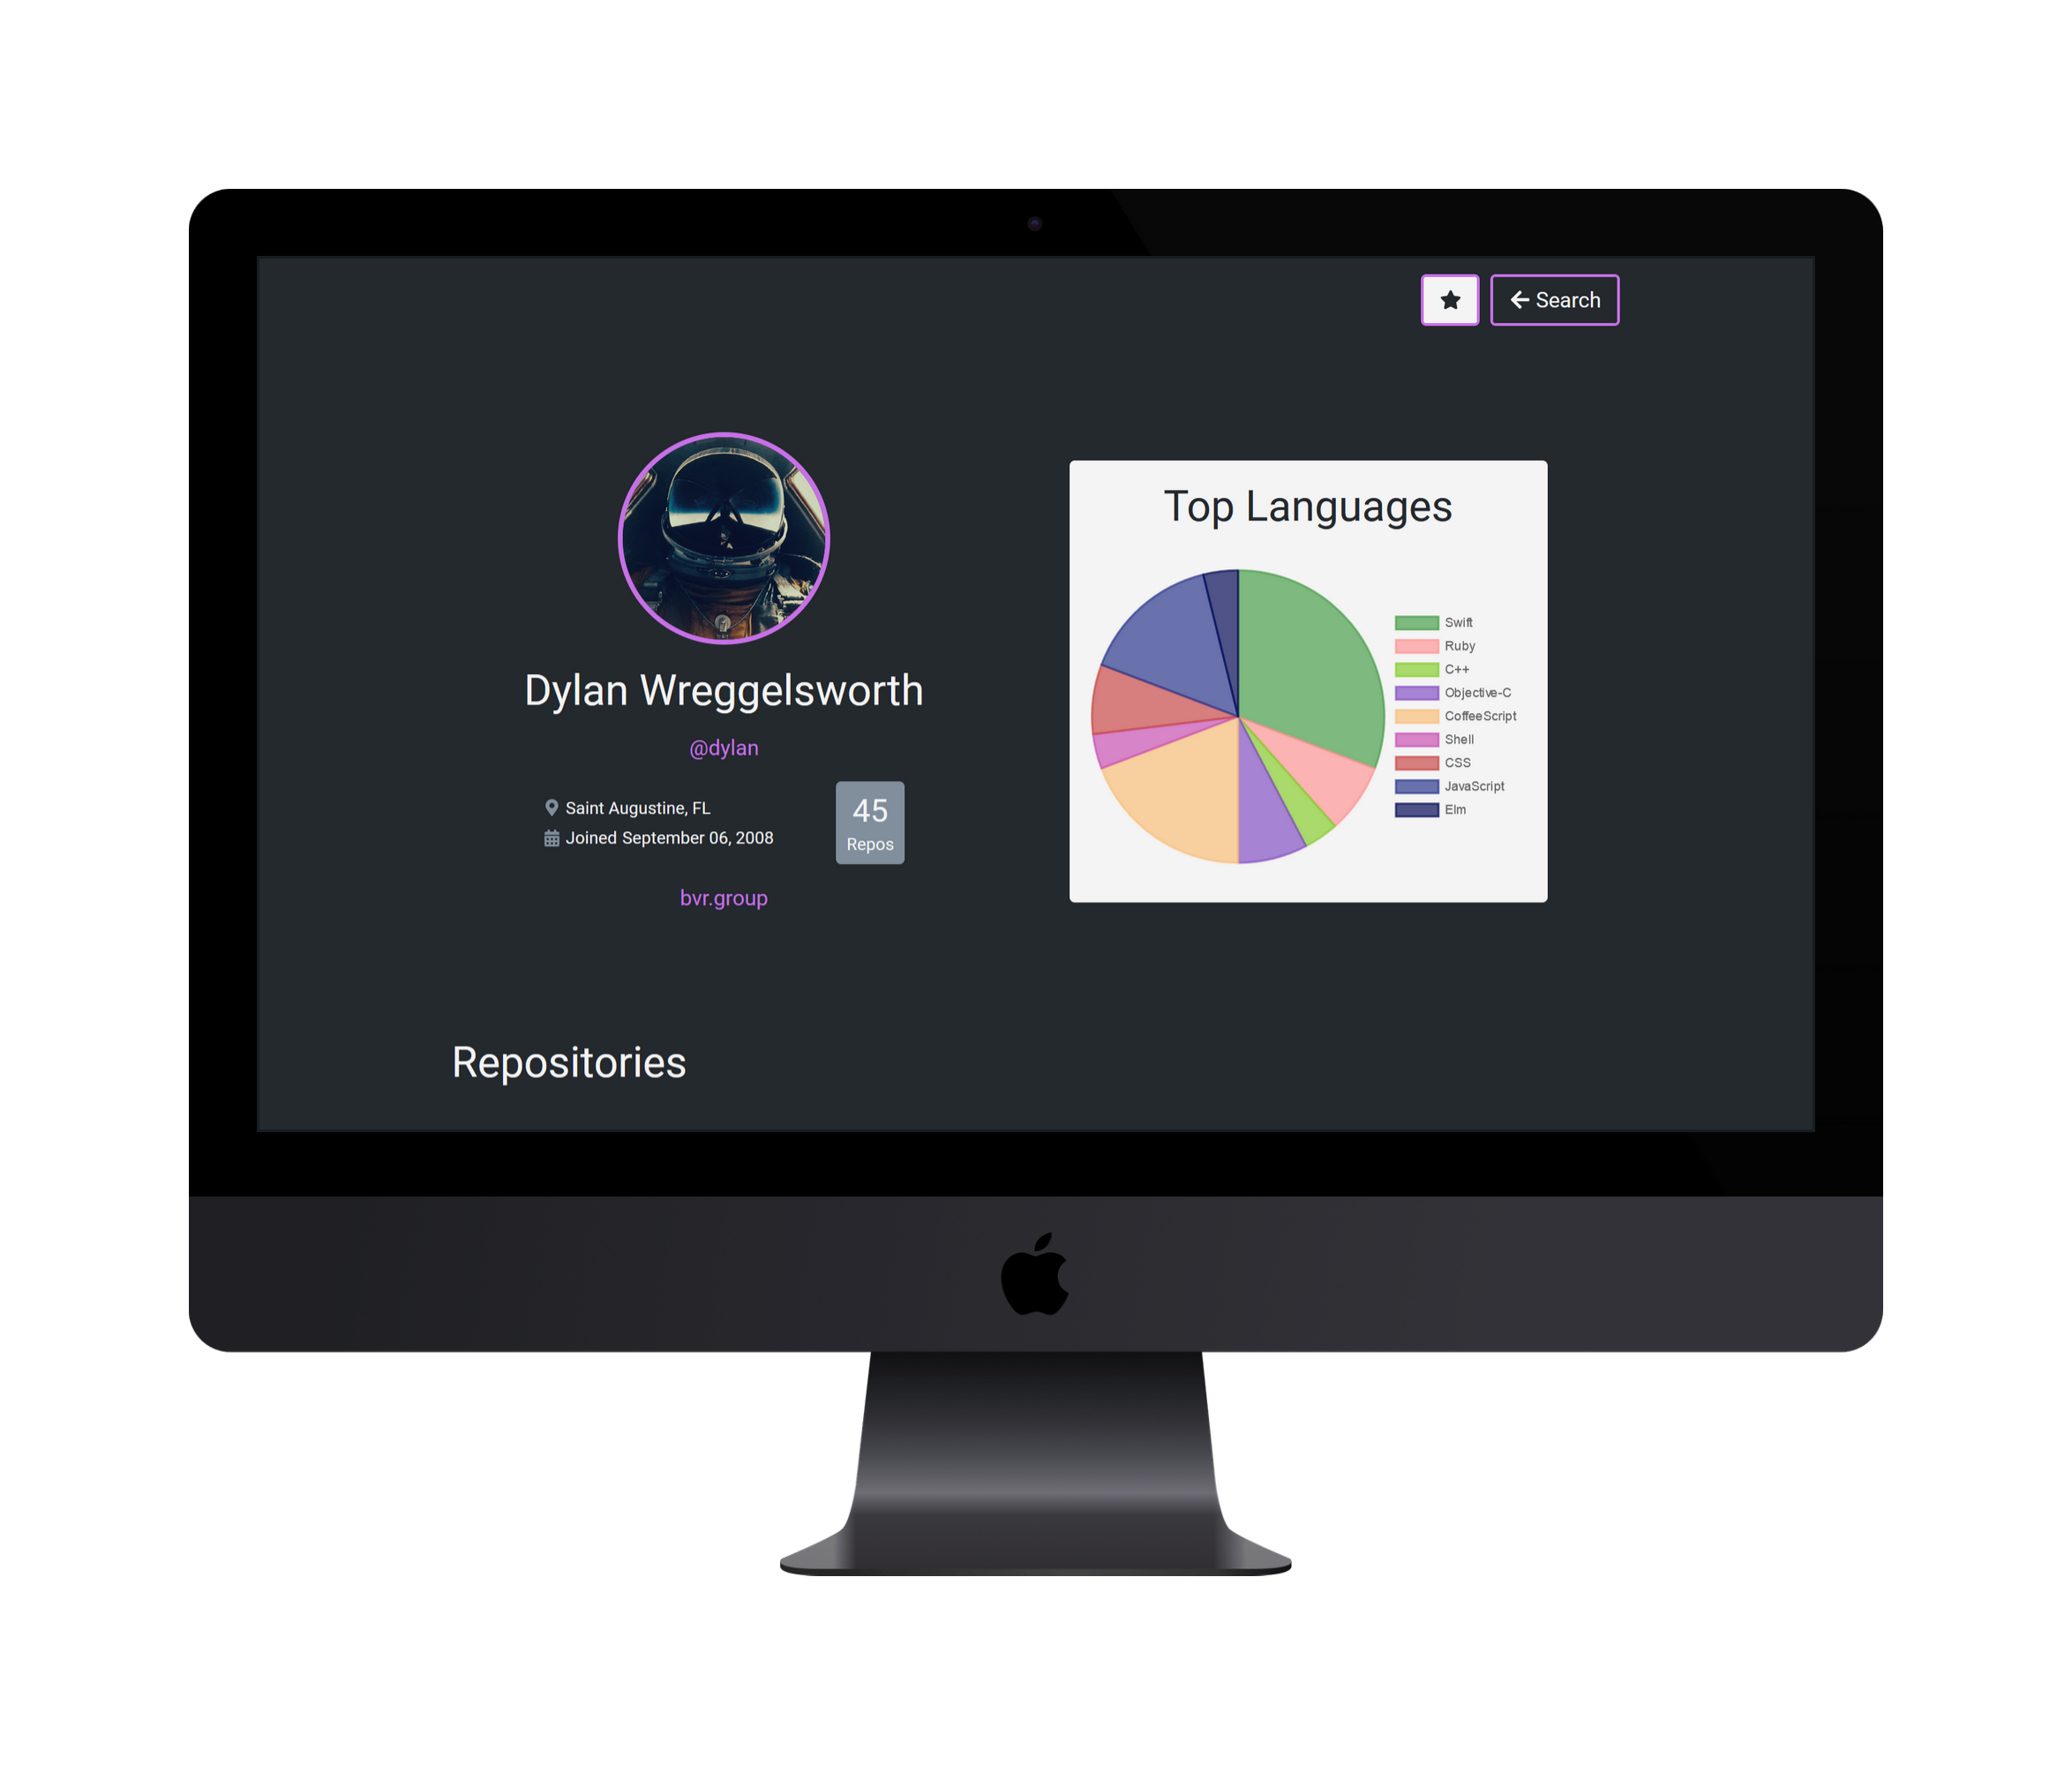 Search
Dylan Wreggelsworth
@dylan
Saint Augustine, FL
Joined September 06, 2008
45
Repos
bvr.group
Top Languages
Swift
Ruby
C++
Objective-C
CoffeeScript
Shell
CSS
JavaScript
Elm
Repositories